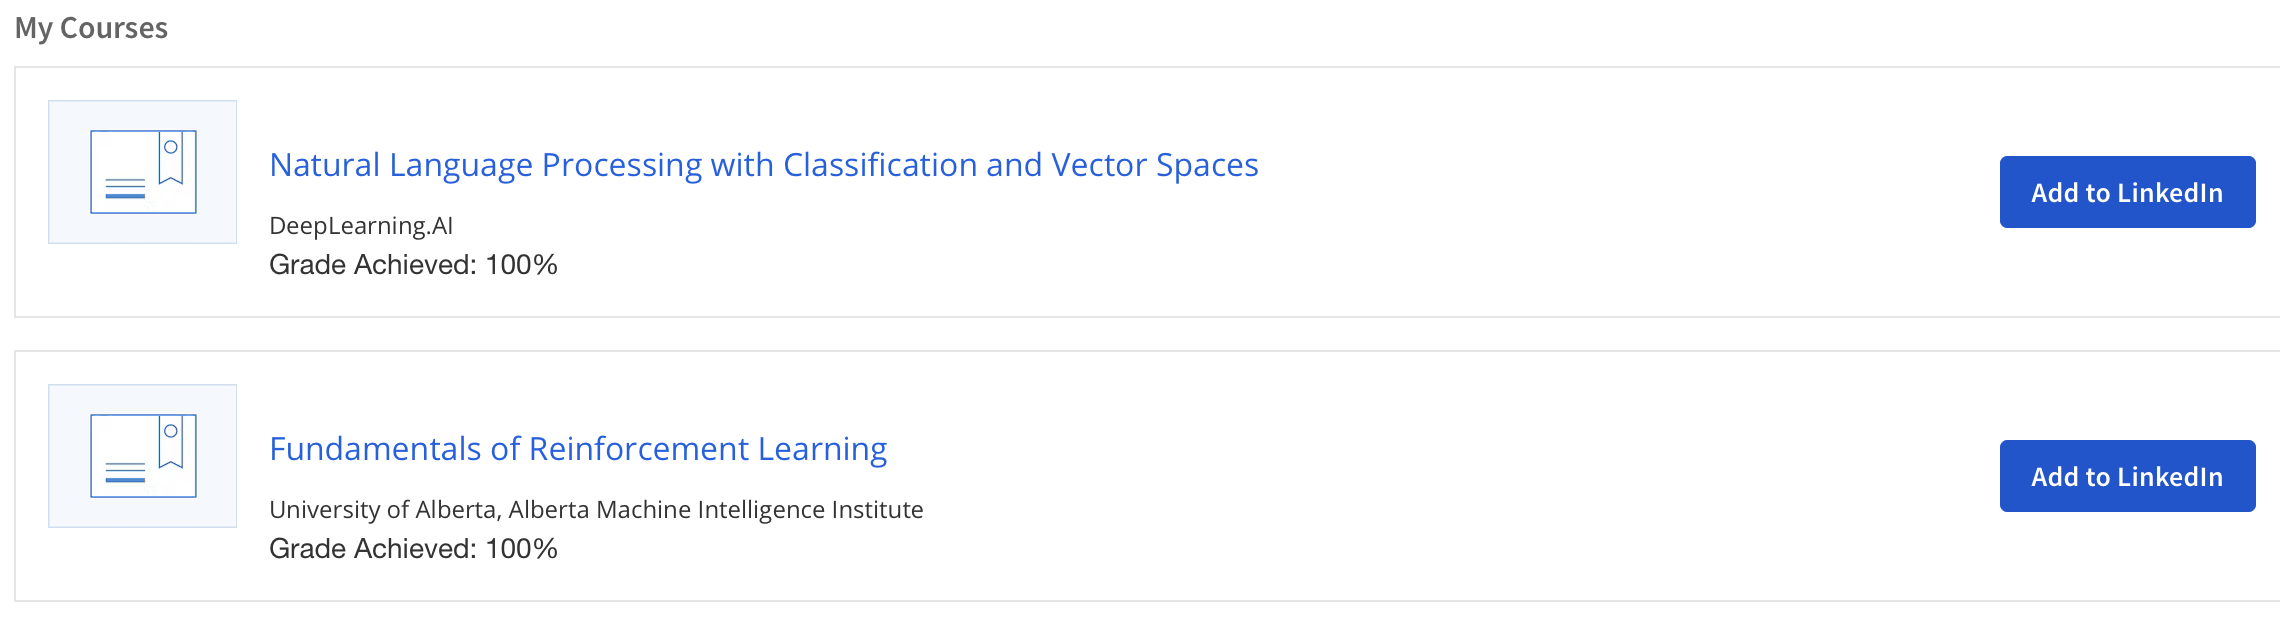 My Courses
Natural Language Processing with Classification and Vector Spaces
DeepLearning.AI
Grade Achieved: 100%
Add to LinkedIn
Fundamentals of Reinforcement Learning
University of Alberta, Alberta Machine Intelligence Institute
Grade Achieved: 100%
Add to LinkedIn